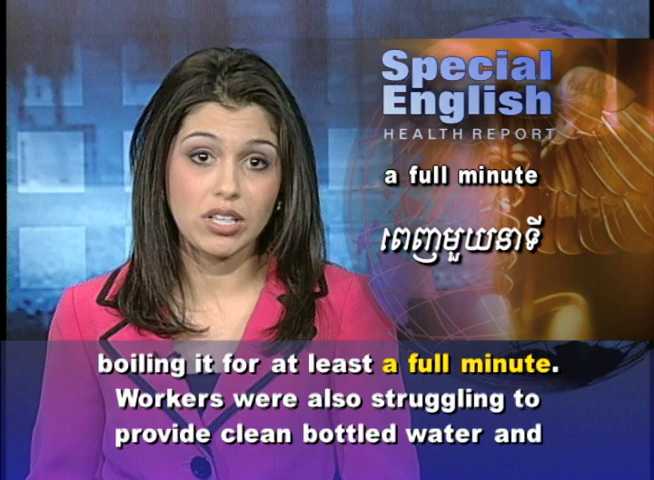 Special
English
HEALTH REPORT
a full minute
ពេញមួយនាទី
boiling it for at least a full minute.
Workers were also struggling to
provide clean bottled water and